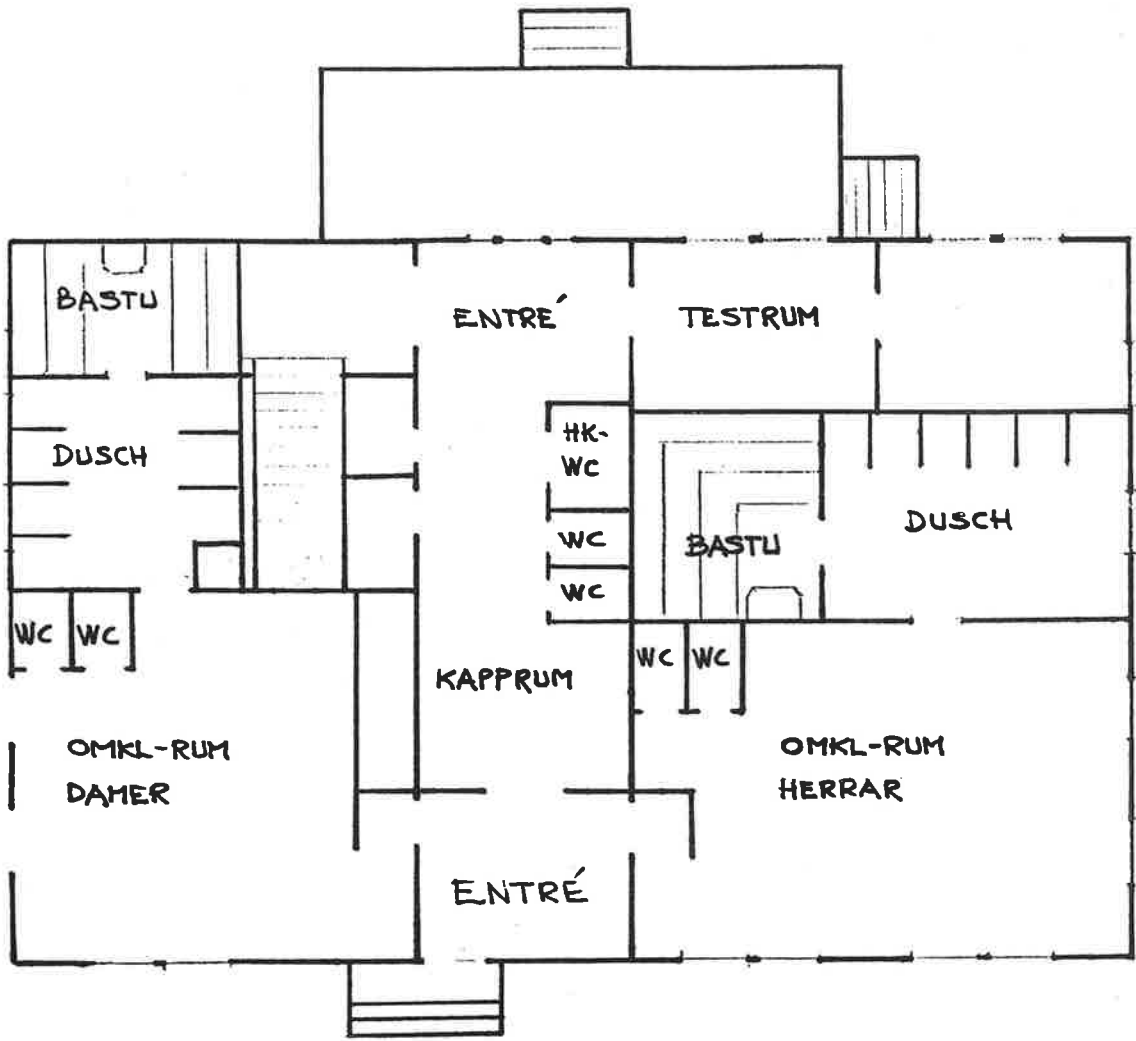 BASTU
ENTRÉ
TESTRUM
DUSCH
HK-
WC
WC
WC
BASTU
DUSCH
WC
WC
WC
WC
KAPPRUM
OMKL-RUM
DAMER
OMKL-RUM
HERRAR
ENTRÉ